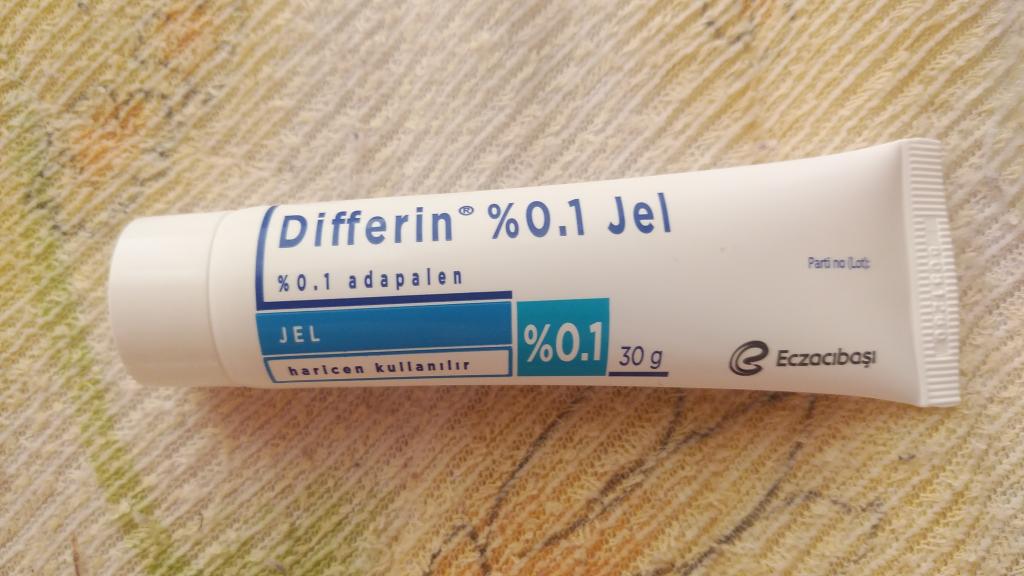 Differin® %0.1 Jel
%0.1 adapalen
JEL
haricen kullanılır
%0.1
30 g
Parti no (Lot):
Eczacıbaşı